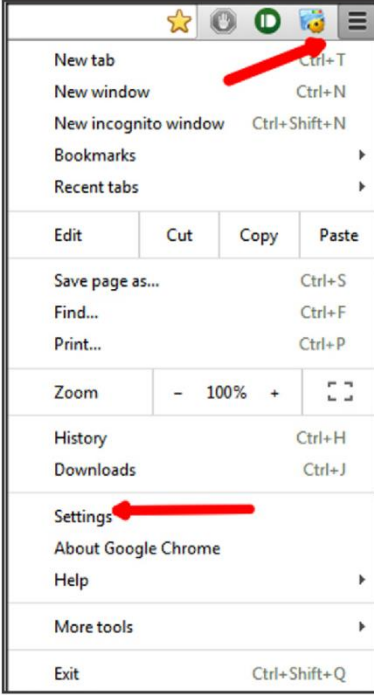 New tab Ctrl+T
New window Ctrl+N
New incognito window Ctrl+Shift+N
Bookmarks
Recent tabs
Edit Cut Copy Paste
Save page as... Ctrl+S
Find... Ctrl+F
Print... Ctrl+P
Zoom - 100% +
History Ctrl+H
Downloads Ctrl+J
Settings
About Google Chrome
Help
More tools
Exit Ctrl+Shift+Q